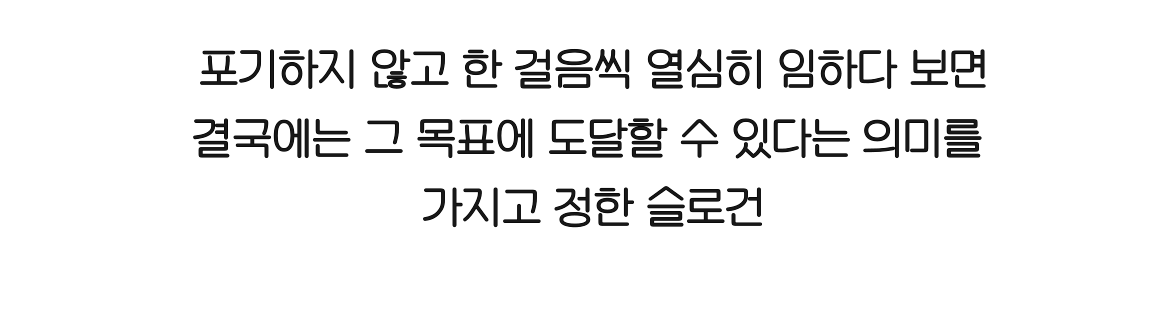 포기하지 않고 한 걸음씩 열심히 임하다 보면
결국에는 그 목표에 도달할 수 있다는 의미를
가지고 정한 슬로건